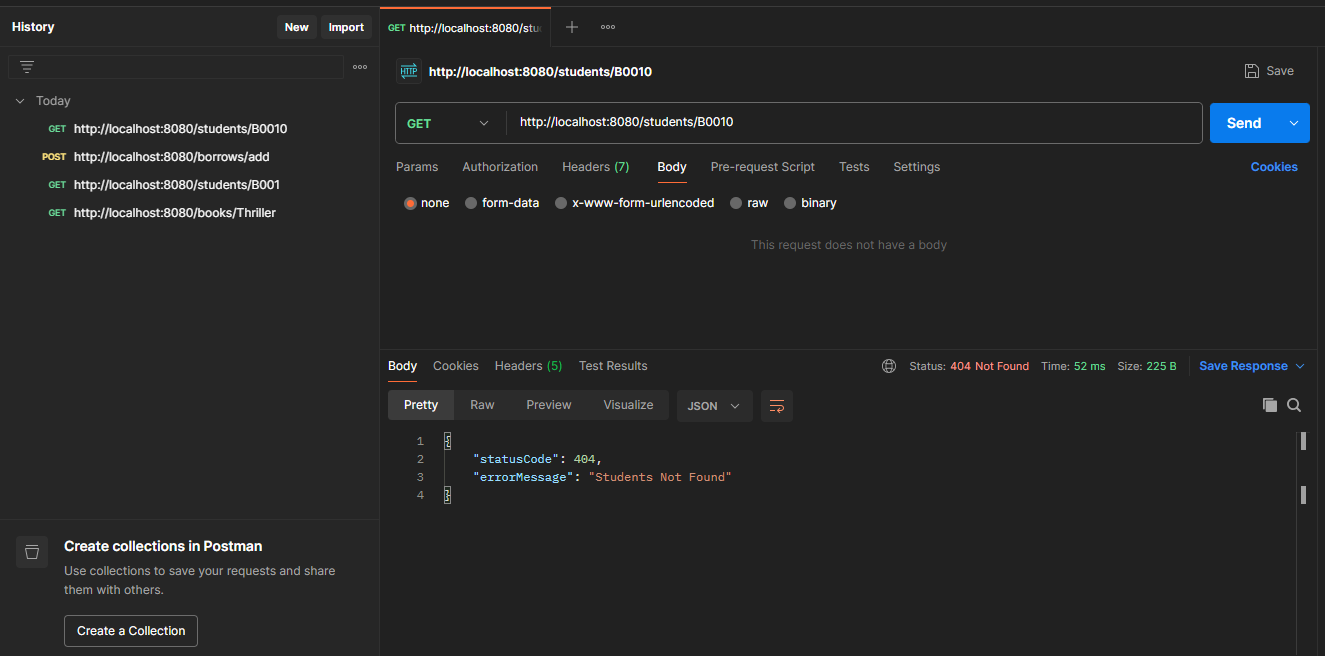 History
New
Import
Today
GET http://localhost:8080/students/B0010
POST http://localhost:8080/borrows/add
GET http://localhost:8080/students/B001
GET http://localhost:8080/books/Thriller
Create collections in Postman
Use collections to save your requests and share
them with others.
Create a Collection
GET http://localhost:8080/stu
HTTP http://localhost:8080/students/B0010
Save
GET http://localhost:8080/students/B0010
Send
Params Authorization Headers (7) Body Pre-request Script Tests Settings Cookies
none form-data x-www-form-urlencoded raw binary
This request does not have a body
Body Cookies Headers (5) Test Results Status: 404 Not Found Time: 52 ms Size: 225 B Save Response
Pretty Raw Preview Visualize JSON
1 {
2 "statusCode": 404,
3 "errorMessage": "Students Not Found"
4 }